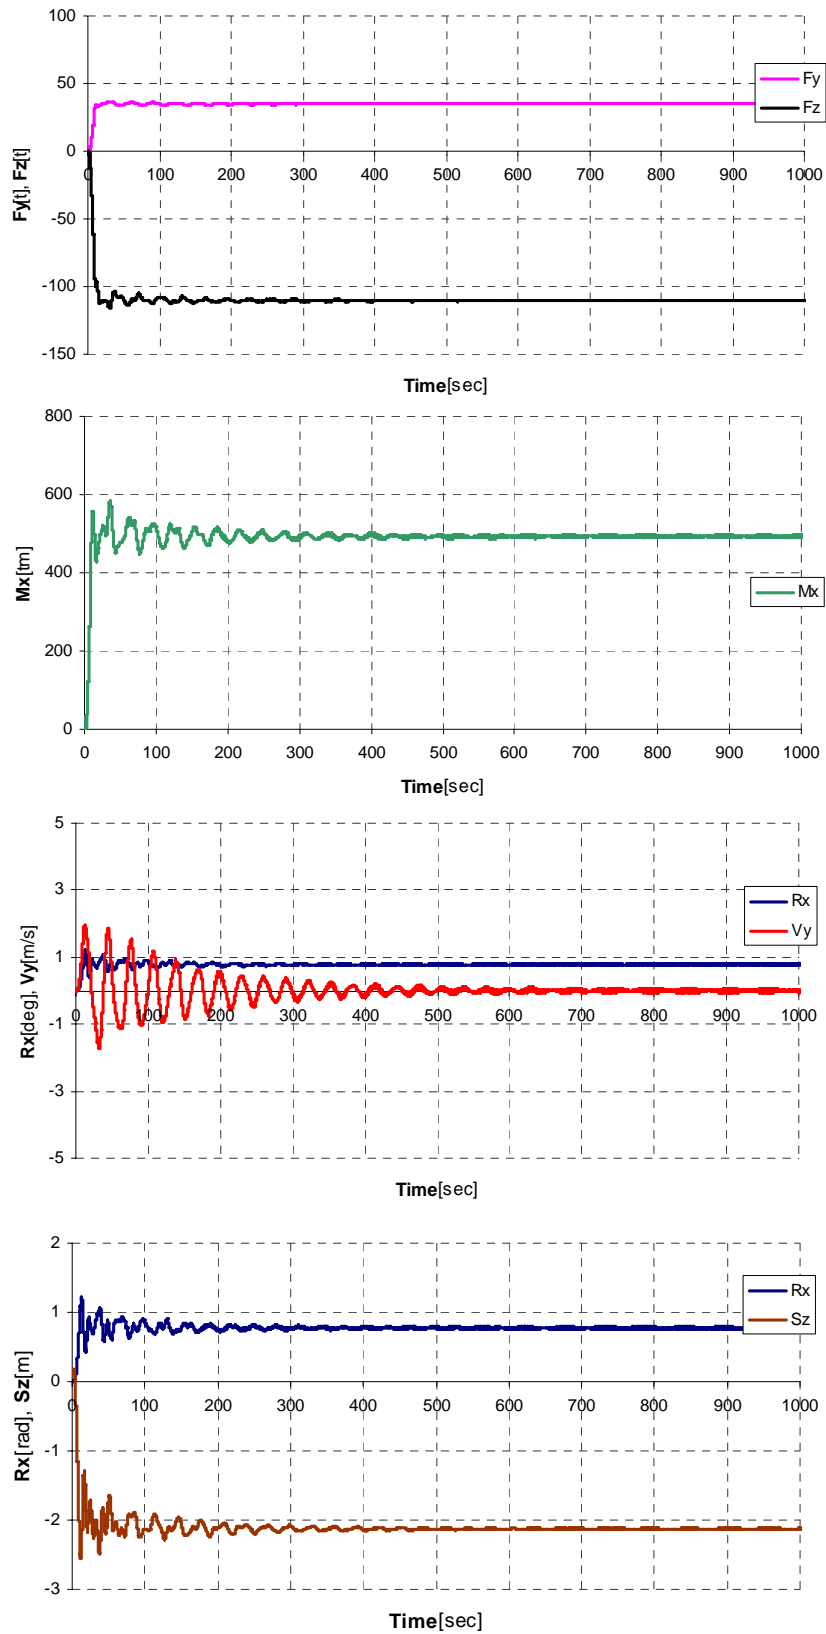 100
50
0
-50
-100
-150
Fy[t], Fz[t]
0 100 200 300 400 500 600 700 800 900 1000
Fy
Fz
Time[sec]
800
600
400
200
0
Mx[tm]
Mx
0 100 200 300 400 500 600 700 800 900 1000
Time[sec]
5
3
1
-1
-3
-5
Rx[deg], Vy[m/s]
Rx
Vy
0 100 200 300 400 500 600 700 800 900 1000
Time[sec]
2
1
0
-1
-2
-3
Rx[rad], Sz[m]
Rx
Sz
0 100 200 300 400 500 600 700 800 900 1000
Time[sec]